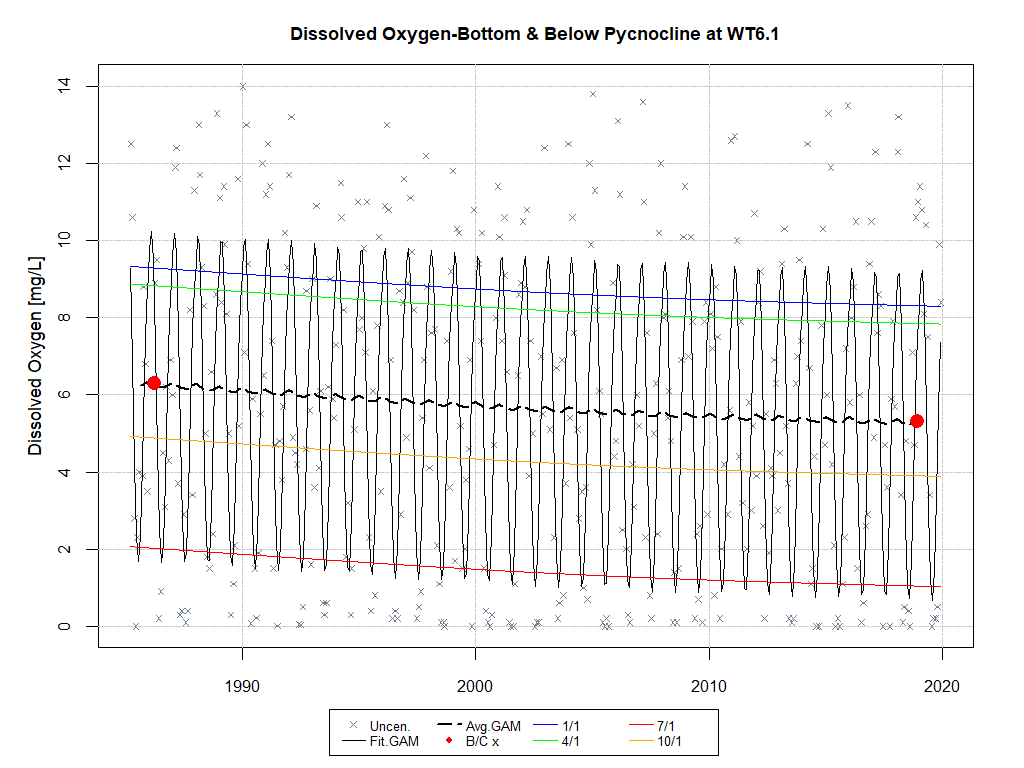 Dissolved Oxygen-Bottom & Below Pycnocline at WT6.1
Dissolved Oxygen [mg/L]
14
12
10
8
6
4
2
0
1990 2000 2010 2020
Uncen. Avg.GAM 1/1 7/1
Fit.GAM B/C x 4/1 10/1